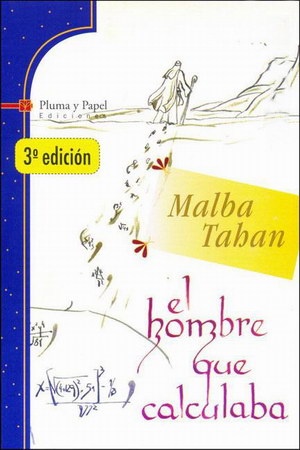 Pluma y Papel
Ediciones
3º edición
Malba
Tahan
el
hombre
que
calculaba